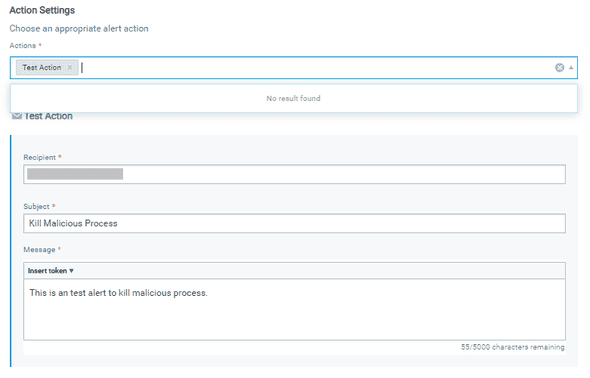 Action Settings
Choose an appropriate alert action
Actions *
Test Action ×
No result found
Test Action
Recipient *
Subject *
Kill Malicious Process
Message *
Insert token ▼
This is an test alert to kill malicious process.
55/5000 characters remaining